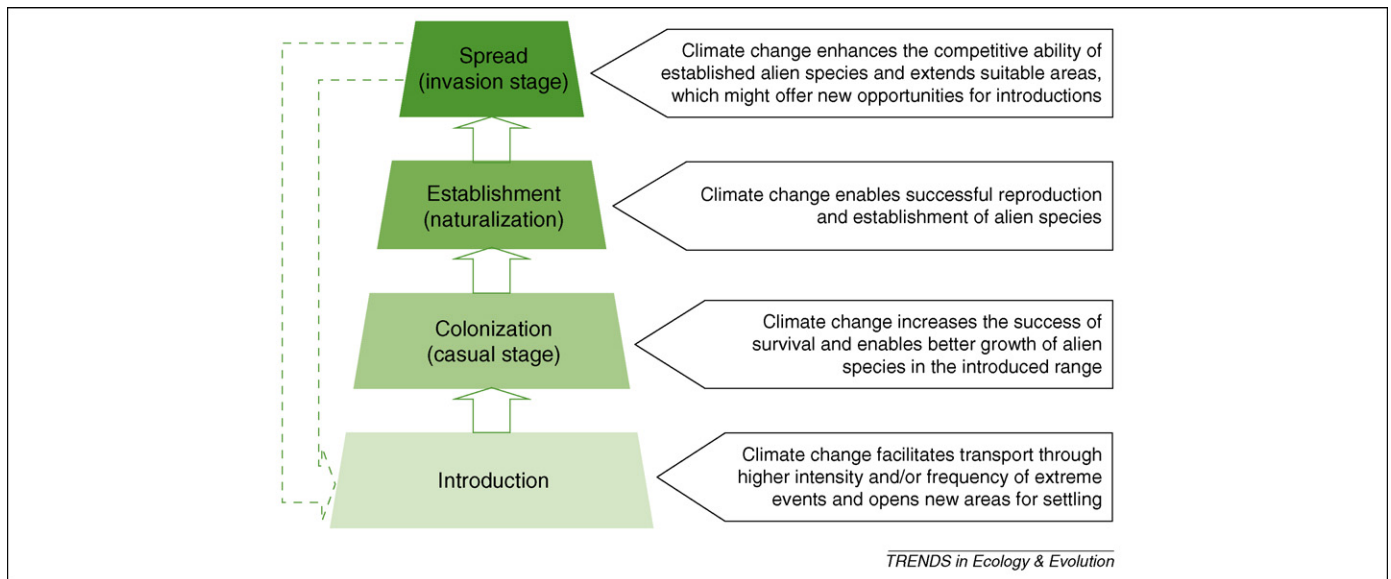 Spread
(invasion stage)
Climate change enhances the competitive ability of
established alien species and extends suitable areas,
which might offer new opportunities for introductions
Establishment
(naturalization)
Climate change enables successful reproduction
and establishment of alien species
Colonization
(casual stage)
Climate change increases the success of
survival and enables better growth of alien
species in the introduced range
Introduction
Climate change facilitates transport through
higher intensity and/or frequency of extreme
events and opens new areas for settling
TRENDS in Ecology & Evolution